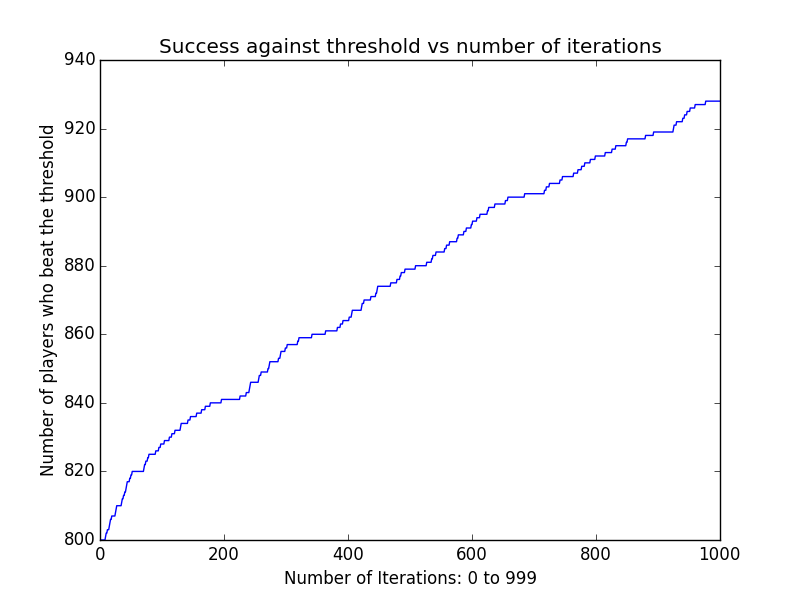 Success against threshold vs number of iterations
940
920
900
880
860
840
820
800
Number of players who beat the threshold
0 200 400 600 800 1000
Number of Iterations: 0 to 999